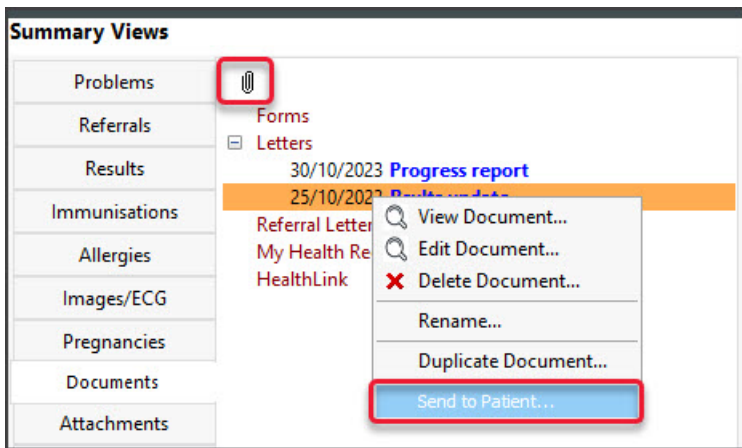 Summary Views
Problems
Referrals
Results
Immunisations
Allergies
Images/ECG
Pregnancies
Documents
Attachments
Forms
Letters
30/10/2023 Progress report
25/10/2023
Referral Letter
My Health Re
HealthLink
View Document...
Edit Document...
Delete Document...
Rename...
Duplicate Document...
Send to Patient...